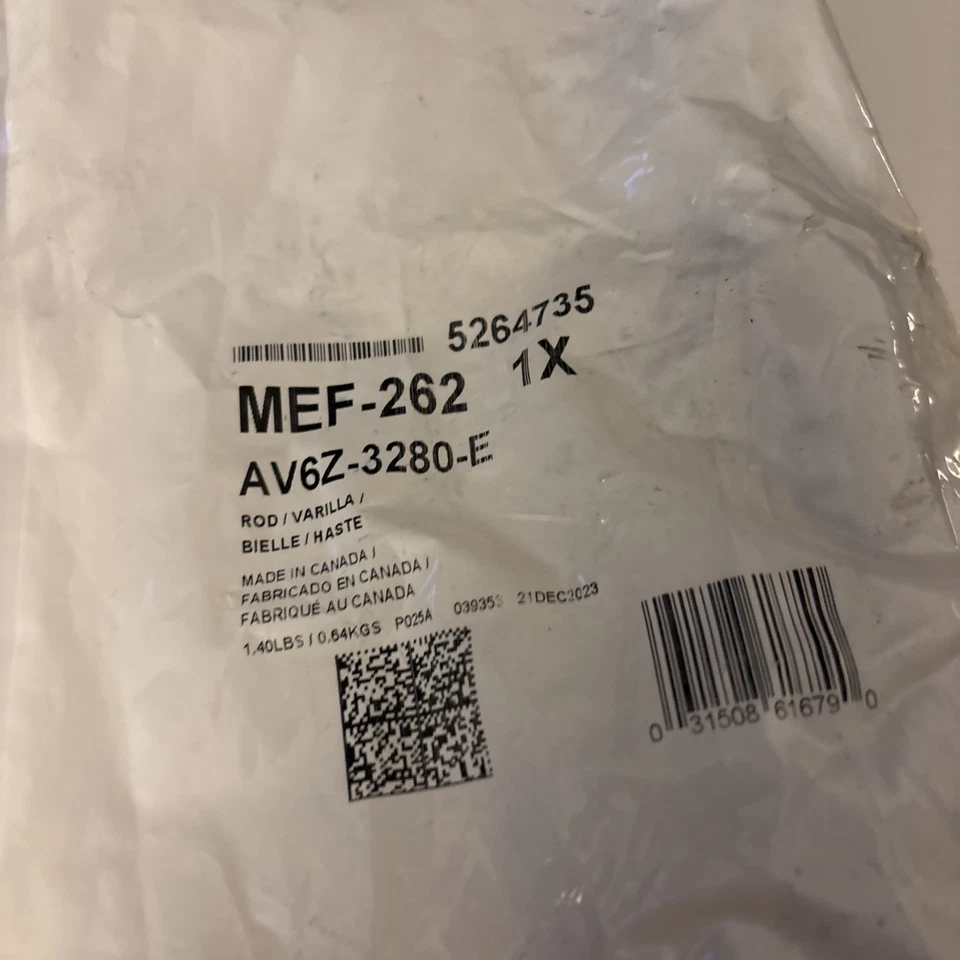 5264735
MEF-262 1X
AV6Z-3280-E
ROD / VARILLA /
BIELLE / HASTE
MADE IN CANADA /
FABRICADO EN CANADA /
FABRIQUÉ AU CANADA
1.40LBS / 0.64KGS P025A 039353 21DEC2023
0 31508 61679 0